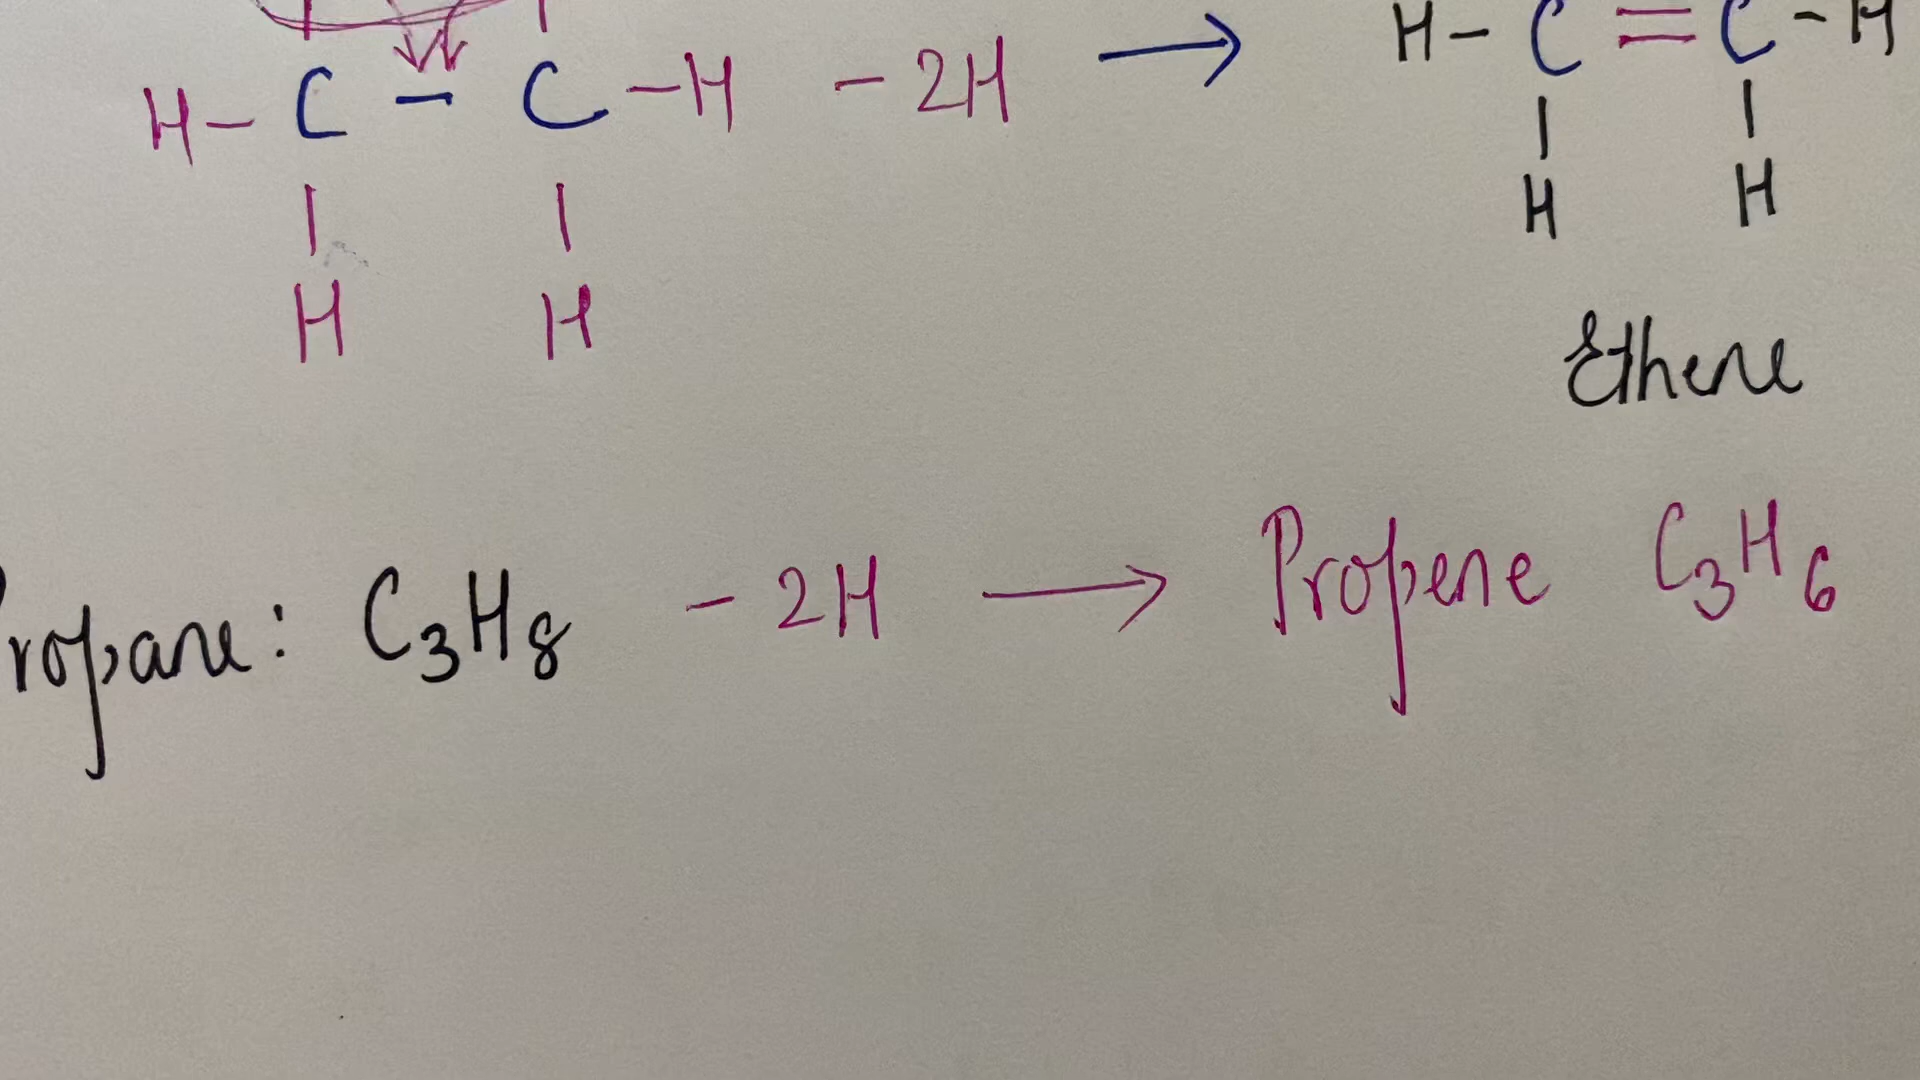 H- C - C -H - 2H → H- C = C -H
H H H H
Ethene
ropane: C₃H₈ - 2H → Propene C₃H₆